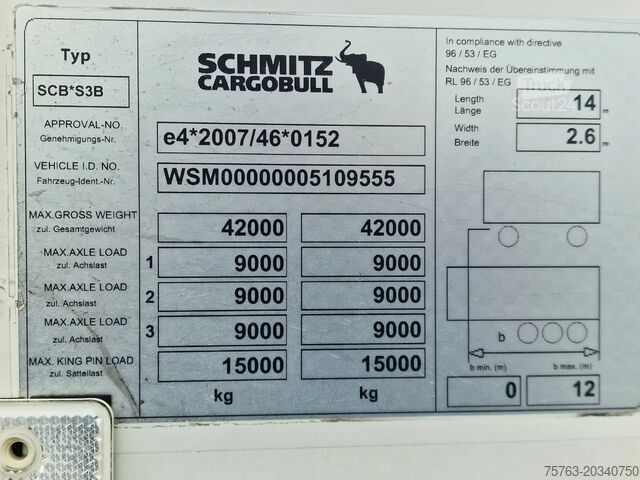 Typ
SCB*S3B
SCHMITZ
CARGOBULL
APPROVAL-NO.
Genehmigungs-Nr.
e4*2007/46*0152
VEHICLE I.D. NO.
Fahrzeug-Ident.-Nr.
WSM00000005109555
MAX.GROSS WEIGHT
zul. Gesamtgewicht
42000 42000
MAX.AXLE LOAD
zul. Achslast
1 9000 9000
MAX.AXLE LOAD
zul. Achslast
2 9000 9000
MAX.AXLE LOAD
zul. Achslast
3 9000 9000
MAX. KING PIN LOAD
zul. Sattellast
15000 15000
kg kg
In compliance with directive
96 / 53 / EG
Nachweis der Übereinstimmung mit
RL 96 / 53 / EG
Length
Länge
14 m
Width
Breite
2.6 m
b
b min. (m) b max. (m)
0 12
Truck
Scout24
75763-20340750